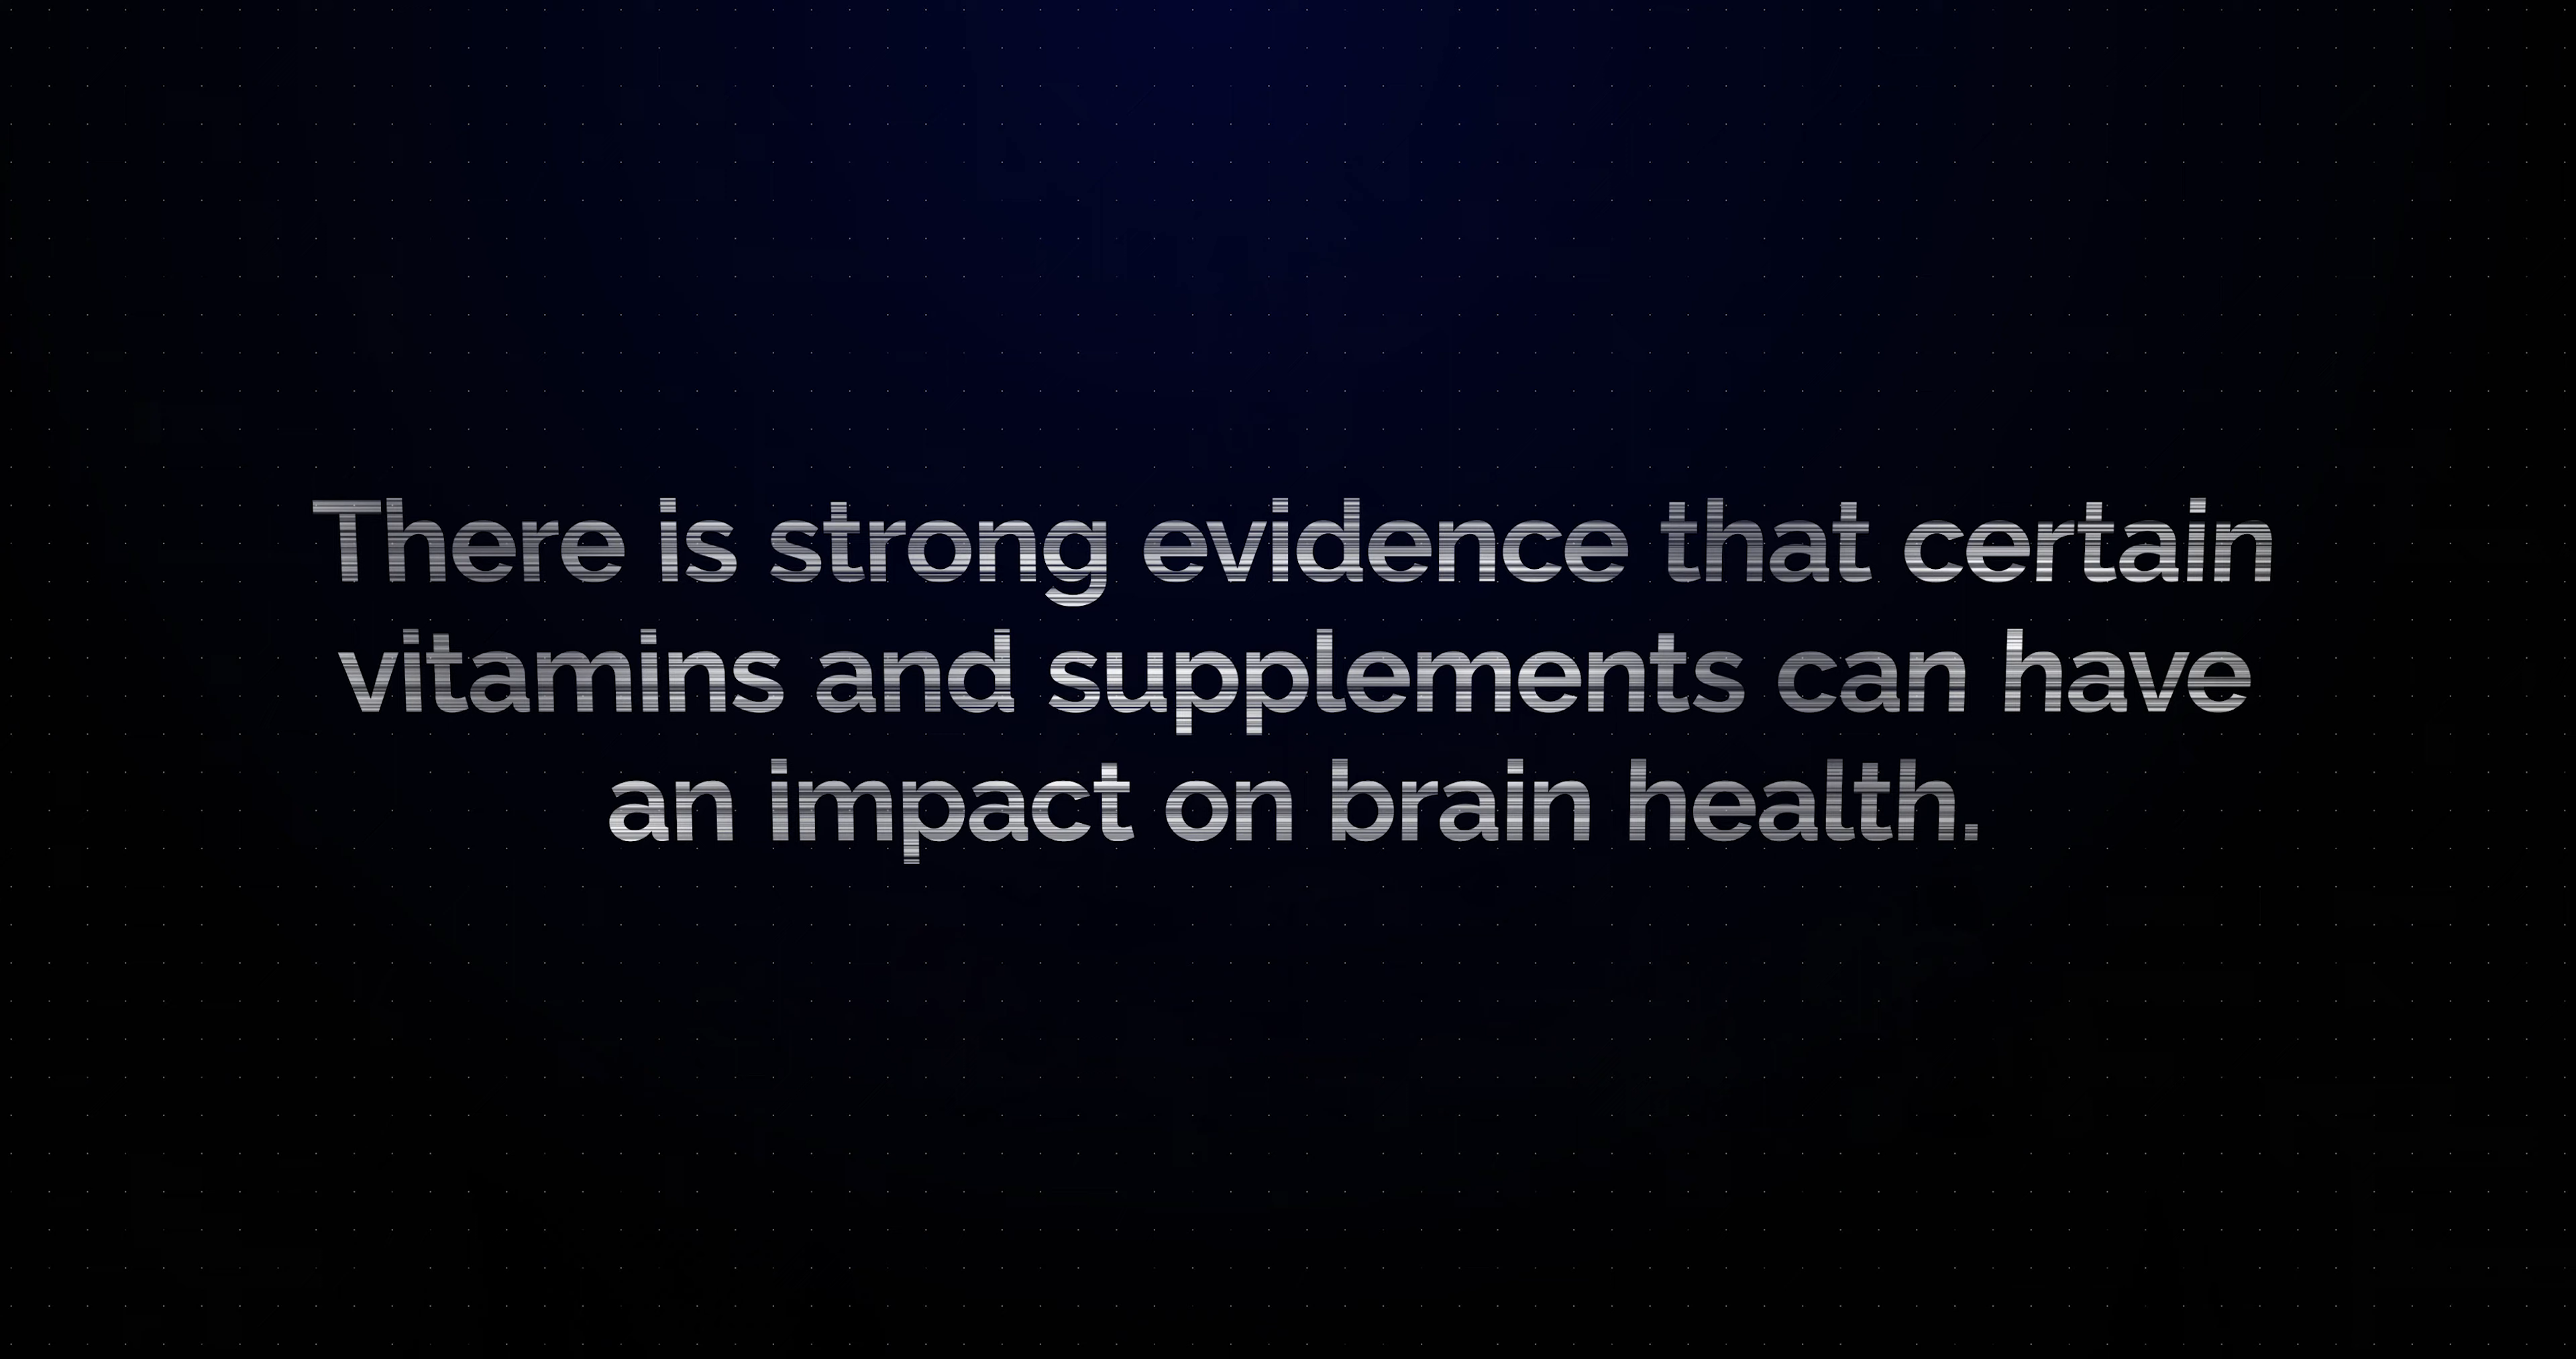 There is strong evidence that certain
vitamins and supplements can have
an impact on brain health.